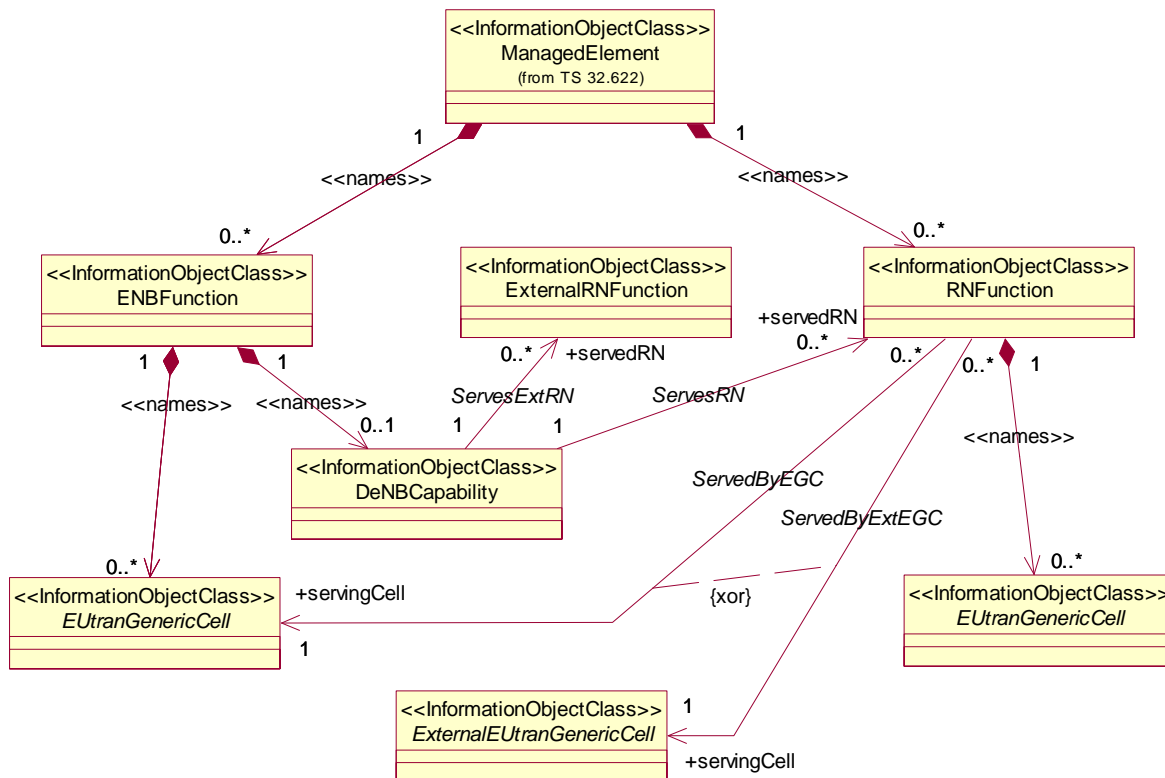 <<InformationObjectClass>>
ManagedElement
(from TS 32.622)
1
1
<<names>>
<<names>>
0..*
0..*
<<InformationObjectClass>>
ENBFunction
<<InformationObjectClass>>
ExternalRNFunction
<<InformationObjectClass>>
RNFunction
+servedRN
0..*
0..*
+servedRN
0..*
0..*
1
1
1
<<names>>
<<names>>
ServesExtRN
ServesRN
0..1
1
1
<<names>>
<<InformationObjectClass>>
DeNBCapability
ServedByEGC
ServedByExtEGC
0..*
0..*
<<InformationObjectClass>>
EUtranGenericCell
+servingCell
1
{xor}
<<InformationObjectClass>>
EUtranGenericCell
<<InformationObjectClass>>
ExternalEUtranGenericCell
1
+servingCell